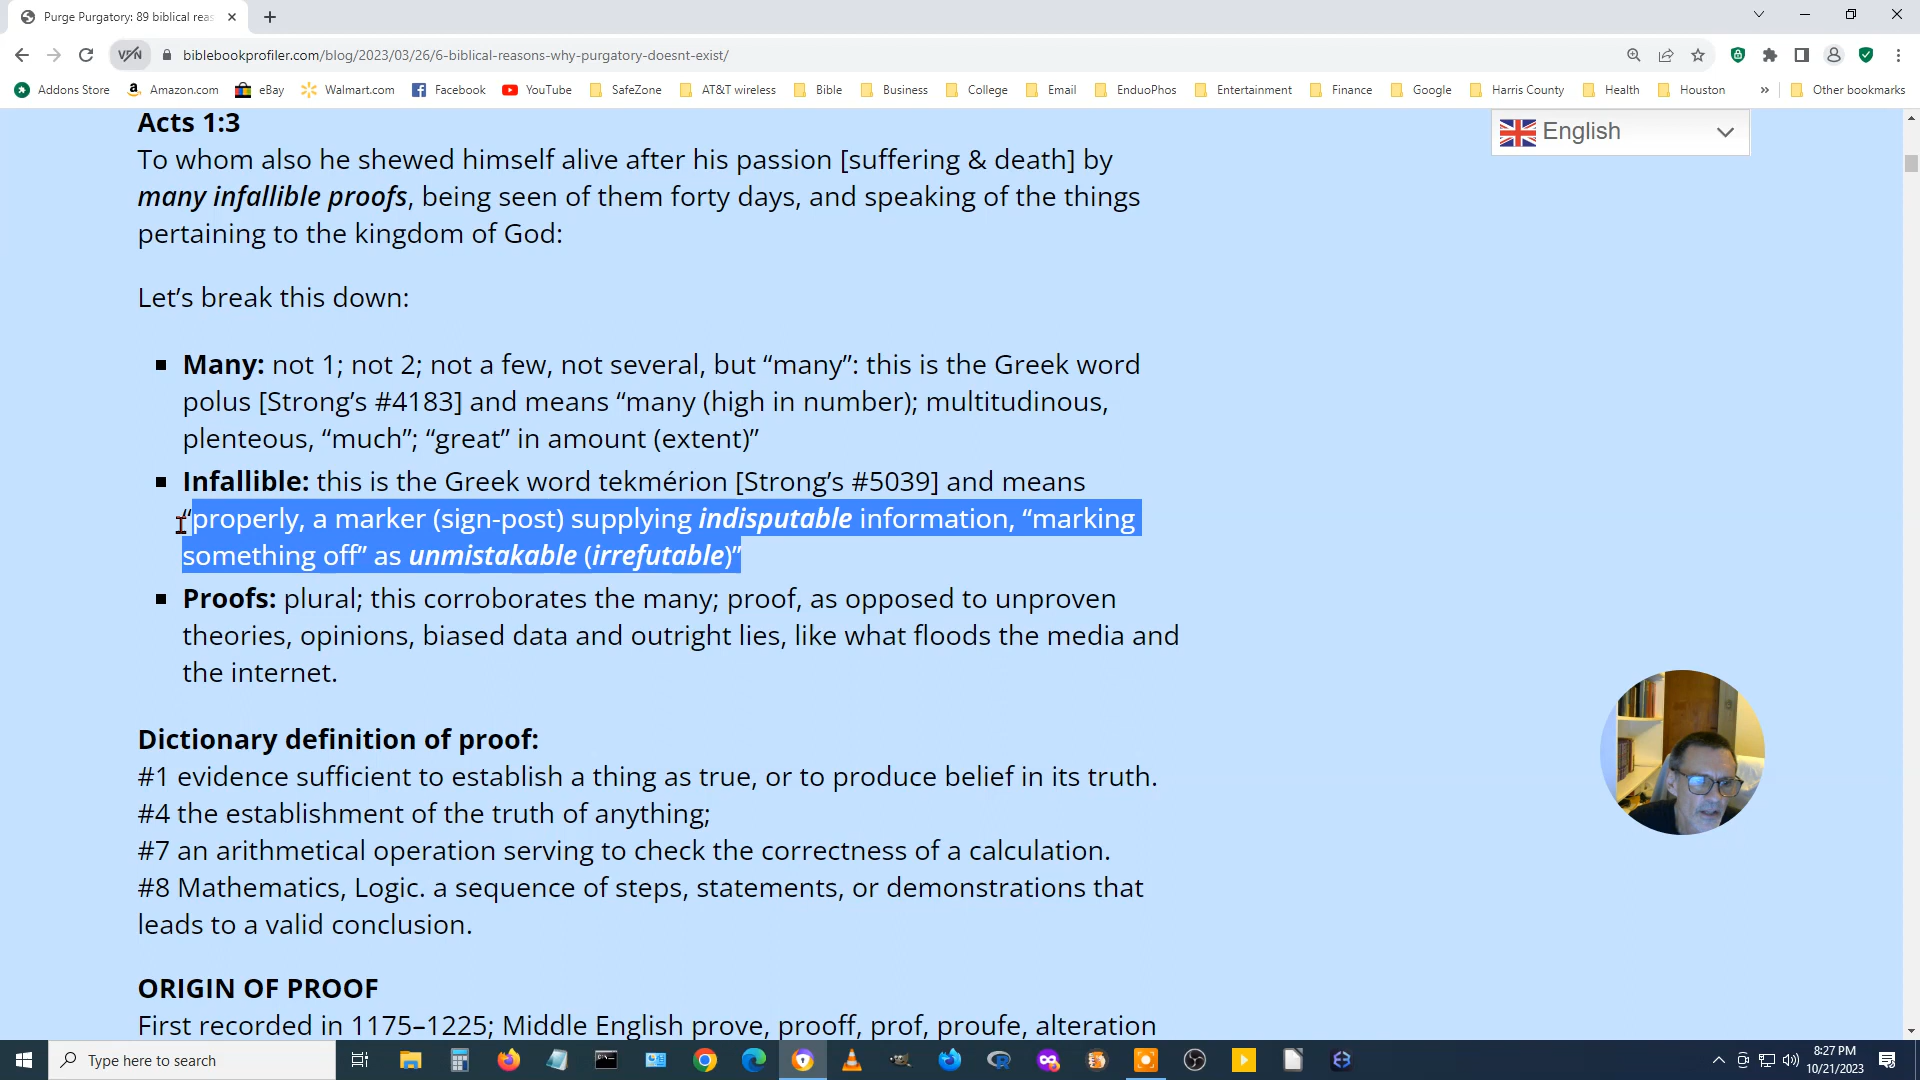 Purge Purgatory: 89 biblical reas
VPN
biblebookprofiler.com/blog/2023/03/26/6-biblical-reasons-why-purgatory-doesnt-exist/
Addons Store Amazon.com eBay Walmart.com Facebook YouTube SafeZone AT&T wireless Bible Business College Email EnduoPhos Entertainment Finance Google Harris County Health Houston » Other bookmarks
English
Acts 1:3
To whom also he shewed himself alive after his passion [suffering & death] by
many infallible proofs, being seen of them forty days, and speaking of the things
pertaining to the kingdom of God:
Let’s break this down:
Many: not 1; not 2; not a few, not several, but “many”: this is the Greek word
polus [Strong’s #4183] and means “many (high in number); multitudinous,
plenteous, “much”; “great” in amount (extent)”
Infallible: this is the Greek word tekmérion [Strong’s #5039] and means
“properly, a marker (sign-post) supplying indisputable information, “marking
something off” as unmistakable (irrefutable)”
Proofs: plural; this corroborates the many; proof, as opposed to unproven
theories, opinions, biased data and outright lies, like what floods the media and
the internet.
Dictionary definition of proof:
#1 evidence sufficient to establish a thing as true, or to produce belief in its truth.
#4 the establishment of the truth of anything;
#7 an arithmetical operation serving to check the correctness of a calculation.
#8 Mathematics, Logic. a sequence of steps, statements, or demonstrations that
leads to a valid conclusion.
ORIGIN OF PROOF
First recorded in 1175–1225; Middle English prove, prooff, prof, proufe, alteration
Type here to search
8:27 PM
10/21/2023